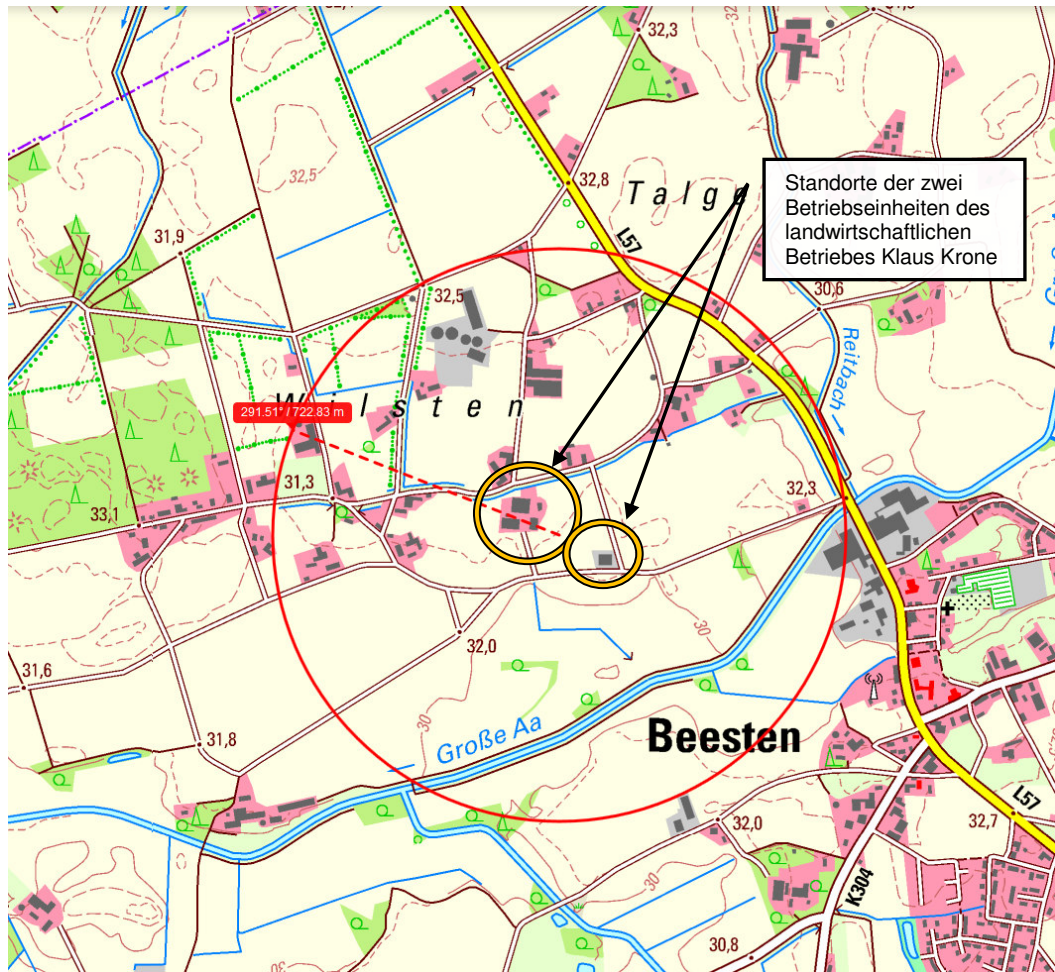 32,3
32,8
Talge
L57
Standorte der zwei
Betriebseinheiten des
landwirtschaftlichen
Betriebes Klaus Krone
32,5
31,9
32,5
30,6
Reitbach
Wilsten
291.51° / 722.83 m
31,3
33,1
32,3
32,0
30
31,6
30
31,8
Große Aa
Beesten
L57
32,7
32,0
30
K304
30,8
30